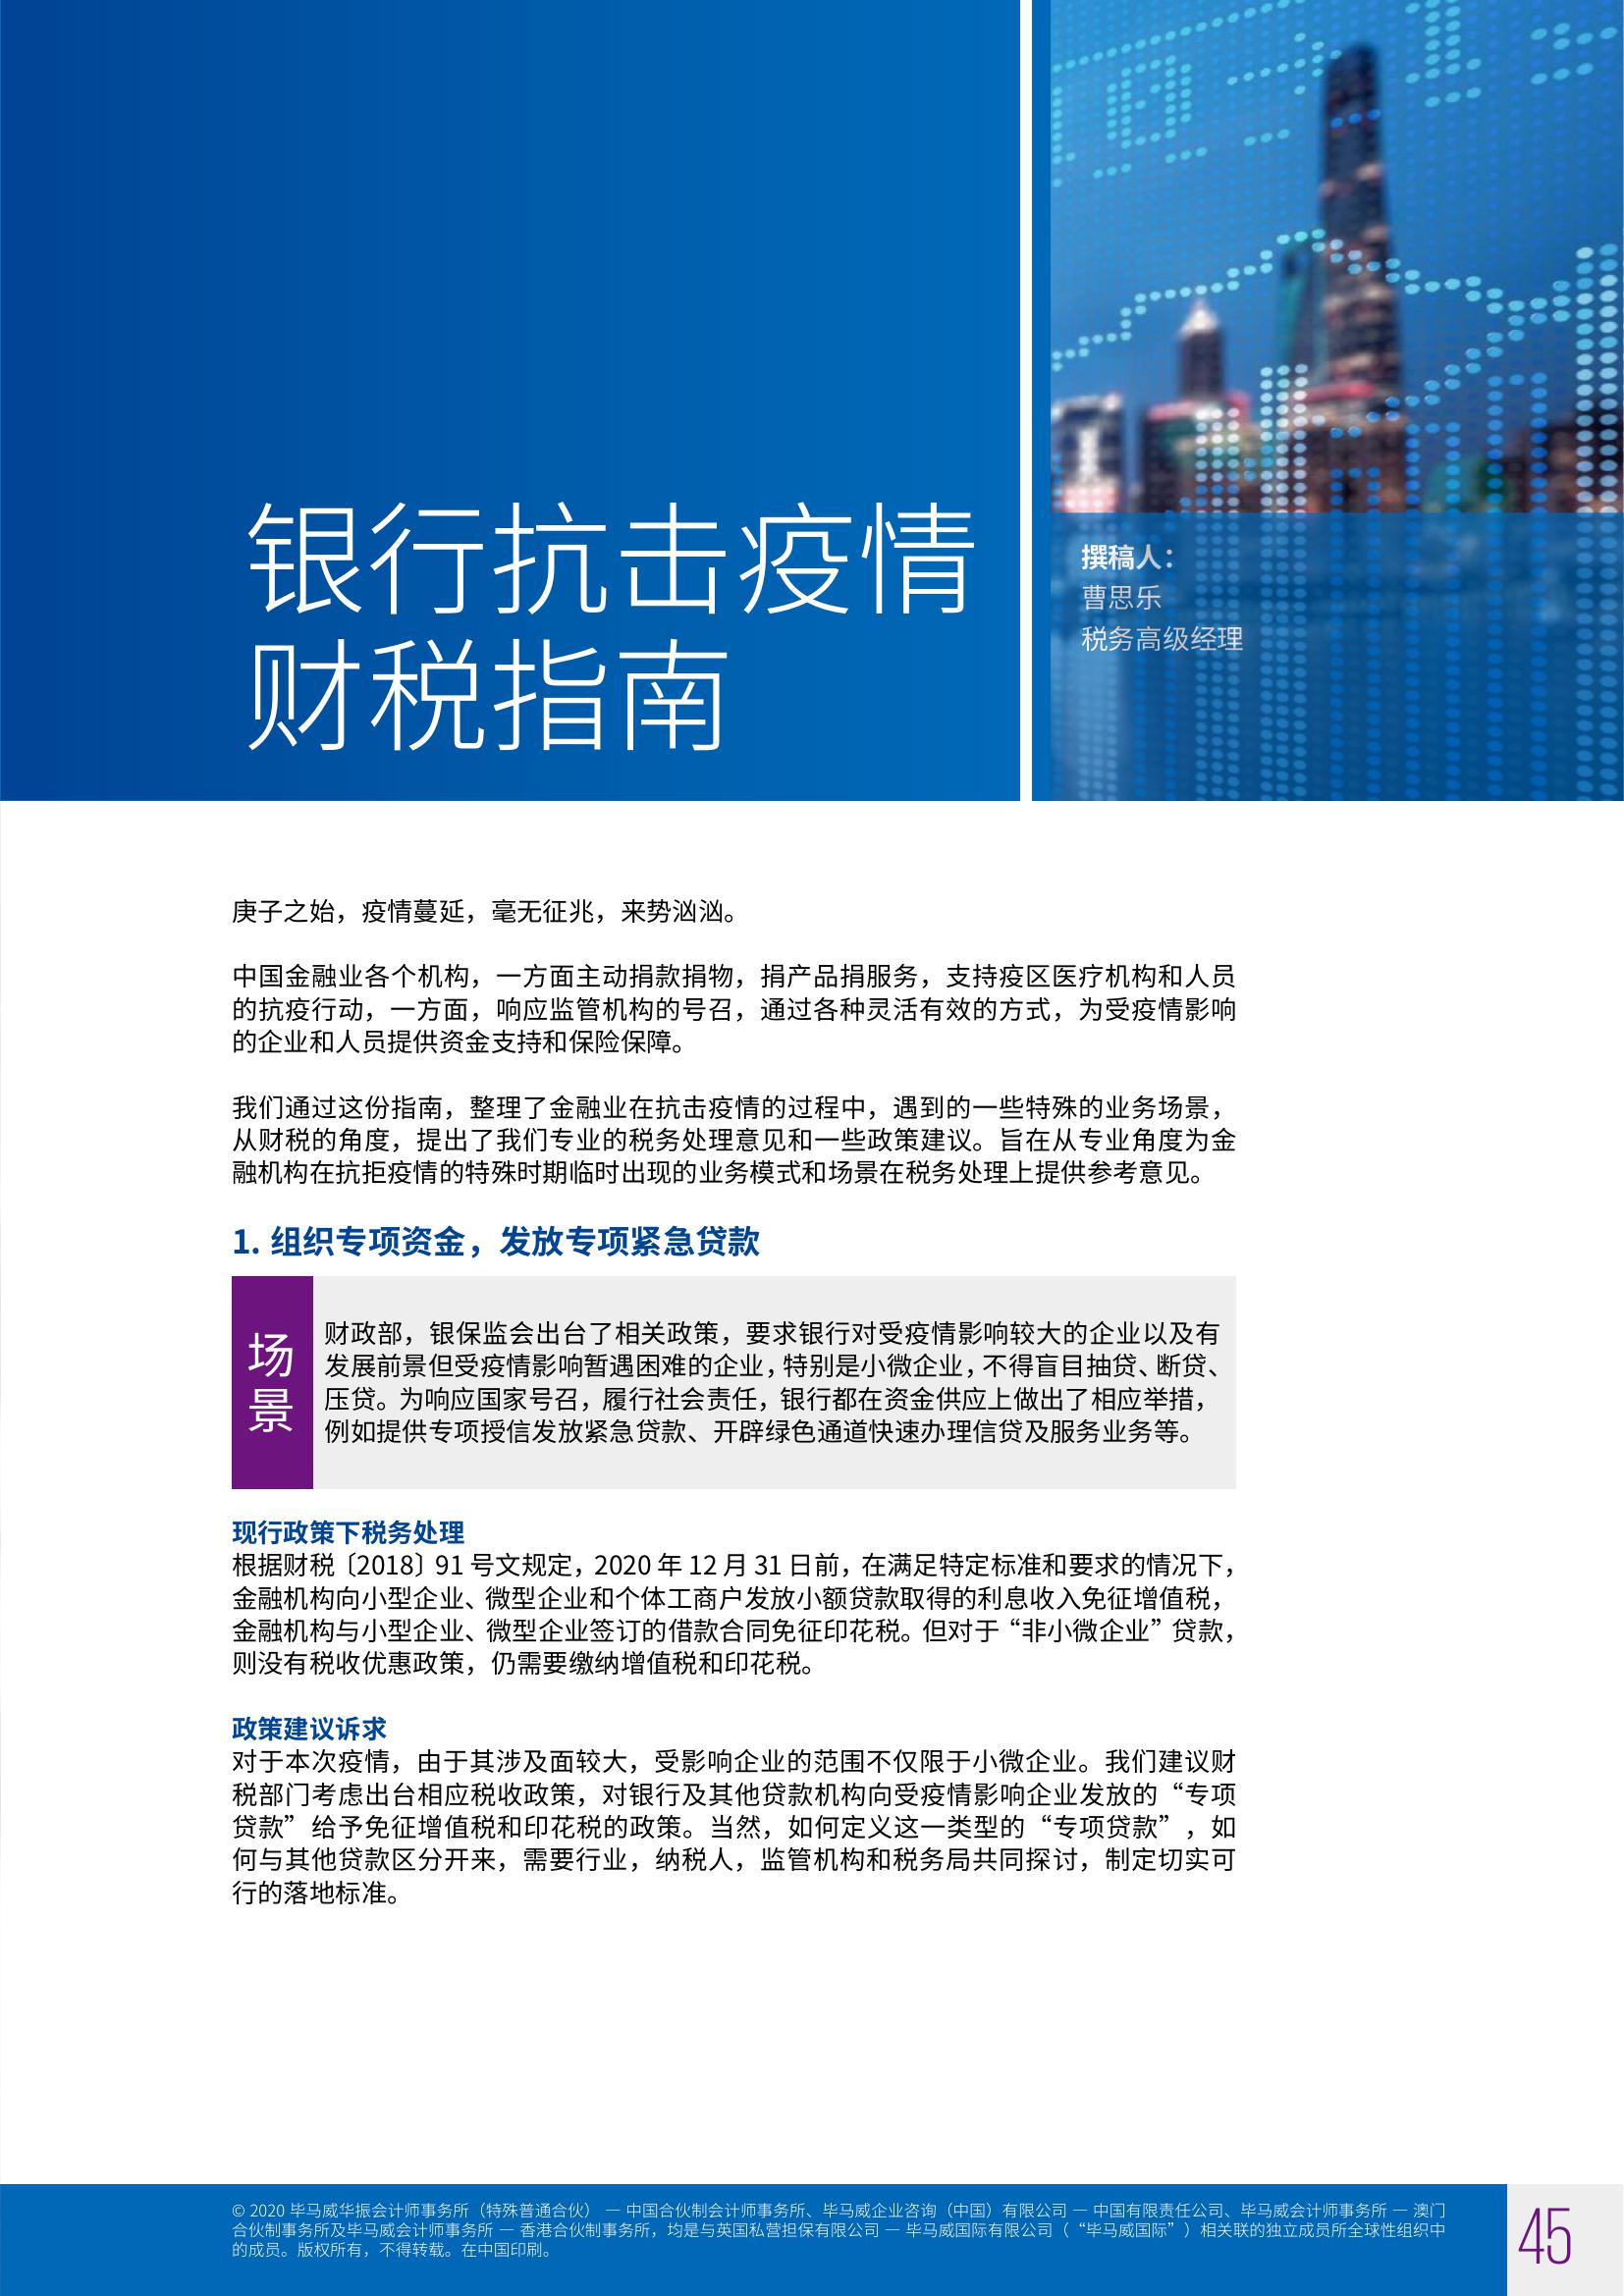 银行抗击疫情
财税指南
撰稿人：
曹思乐
税务高级经理
庚子之始，疫情蔓延，毫无征兆，来势汹汹。
中国金融业各个机构，一方面主动捐款捐物，捐产品捐服务，支持疫区医疗机构和人员
的抗疫行动，一方面，响应监管机构的号召，通过各种灵活有效的方式，为受疫情影响
的企业和人员提供资金支持和保险保障。
我们通过这份指南，整理了金融业在抗击疫情的过程中，遇到的一些特殊的业务场景，
从财税的角度，提出了我们专业的税务处理意见和一些政策建议。旨在从专业角度为金
融机构在抗拒疫情的特殊时期临时出现的业务模式和场景在税务处理上提供参考意见。
1. 组织专项资金，发放专项紧急贷款
场
景
财政部，银保监会出台了相关政策，要求银行对受疫情影响较大的企业以及有
发展前景但受疫情影响暂遇困难的企业，特别是小微企业，不得盲目抽贷、断贷、
压贷。为响应国家号召，履行社会责任，银行都在资金供应上做出了相应举措，
例如提供专项授信发放紧急贷款、开辟绿色通道快速办理信贷及服务业务等。
现行政策下税务处理
根据财税〔2018〕91 号文规定，2020 年 12 月 31 日前，在满足特定标准和要求的情况下，
金融机构向小型企业、微型企业和个体工商户发放小额贷款取得的利息收入免征增值税，
金融机构与小型企业、微型企业签订的借款合同免征印花税。但对于“非小微企业”贷款，
则没有税收优惠政策，仍需要缴纳增值税和印花税。
政策建议诉求
对于本次疫情，由于其涉及面较大，受影响企业的范围不仅限于小微企业。我们建议财
税部门考虑出台相应税收政策，对银行及其他贷款机构向受疫情影响企业发放的“专项
贷款”给予免征增值税和印花税的政策。当然，如何定义这一类型的“专项贷款”，如
何与其他贷款区分开来，需要行业，纳税人，监管机构和税务局共同探讨，制定切实可
行的落地标准。
© 2020 毕马威华振会计师事务所（特殊普通合伙） — 中国合伙制会计师事务所、毕马威企业咨询（中国）有限公司 — 中国有限责任公司、毕马威会计师事务所 — 澳门
合伙制事务所及毕马威会计师事务所 — 香港合伙制事务所，均是与英国私营担保有限公司 — 毕马威国际有限公司（“毕马威国际”）相关联的独立成员所全球性组织中
的成员。版权所有，不得转载。在中国印刷。
45